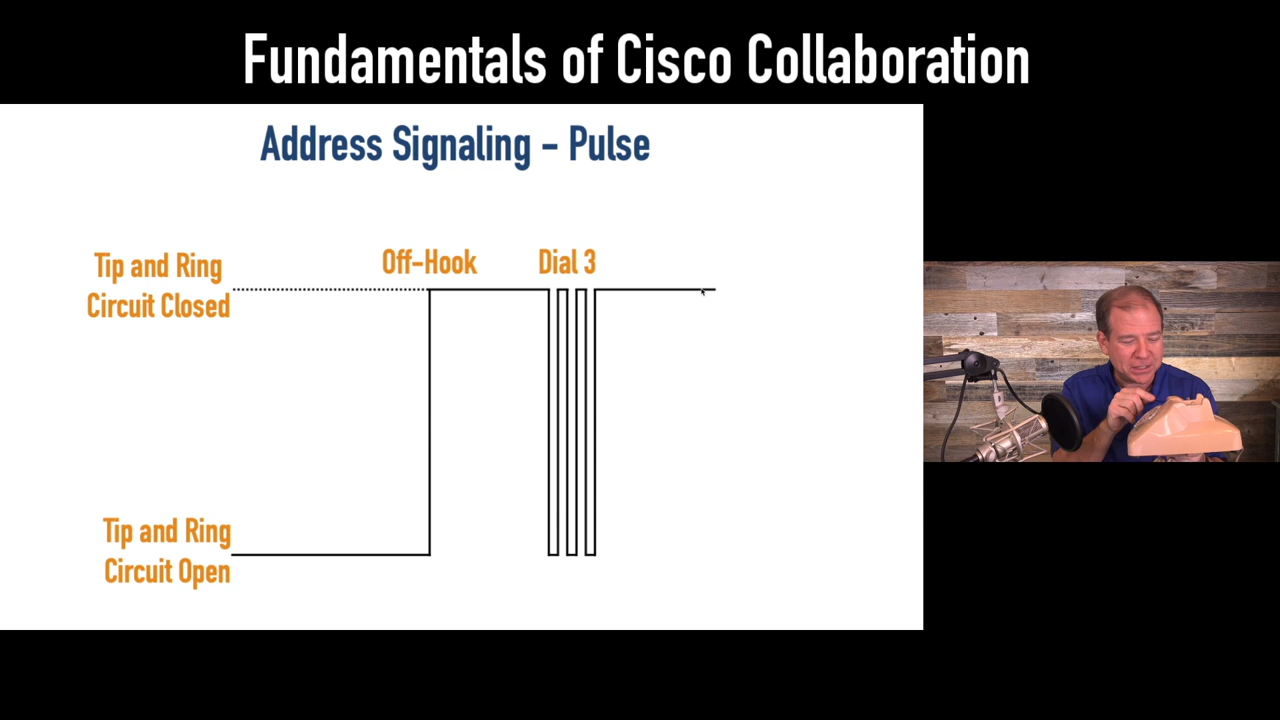 Fundamentals of Cisco Collaboration
Address Signaling – Pulse
Tip and Ring
Circuit Closed
Off-Hook
Dial 3
Tip and Ring
Circuit Open